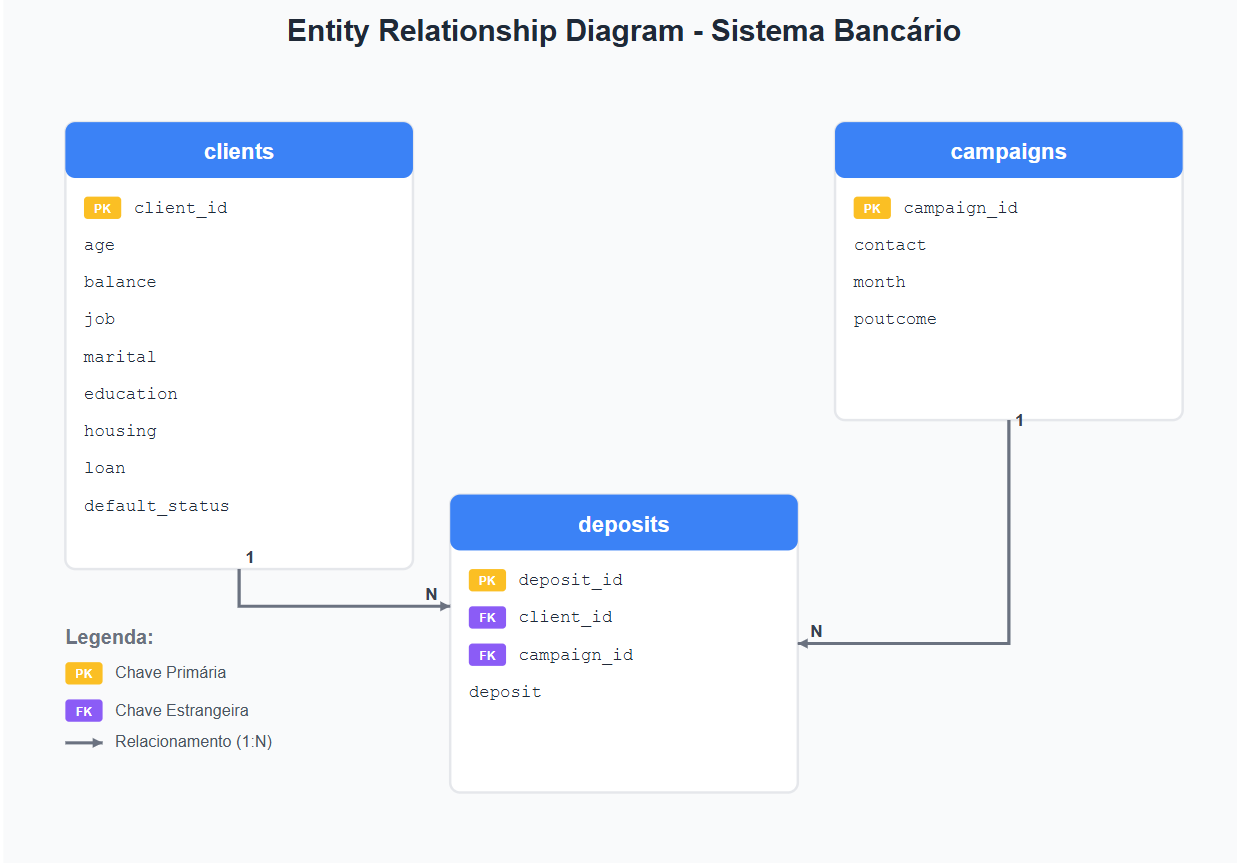 Entity Relationship Diagram - Sistema Bancário
clients
PK client_id
age
balance
job
marital
education
housing
loan
default_status
1
N
campaigns
PK campaign_id
contact
month
poutcome
1
N
deposits
PK deposit_id
FK client_id
FK campaign_id
deposit
Legenda:
PK Chave Primária
FK Chave Estrangeira
Relacionamento (1:N)